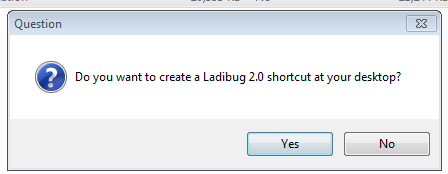 Question
Do you want to create a Ladibug 2.0 shortcut at your desktop?
Yes
No